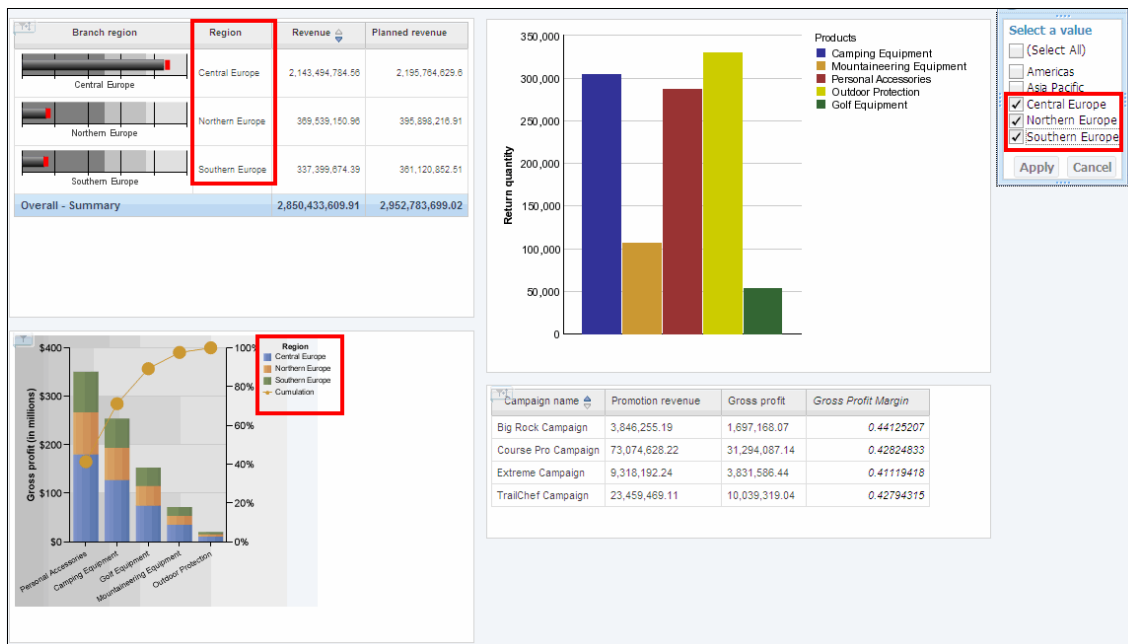 Branch region Region Revenue Planned revenue
Central Europe Central Europe 2,143,494,784.56 2,195,764,629.6
Northern Europe Northern Europe 369,539,150.96 395,898,216.91
Southern Europe Southern Europe 337,399,674.39 361,120,852.51
Overall - Summary 2,850,433,609.91 2,952,783,699.02
Return quantity
350,000
300,000
250,000
200,000
150,000
100,000
50,000
0
Products
Camping Equipment
Mountaineering Equipment
Personal Accessories
Outdoor Protection
Golf Equipment
Select a value
(Select All)
Americas
Asia Pacific
Central Europe
Northern Europe
Southern Europe
Apply Cancel
Gross profit (in millions)
$400
$300
$200
$100
$0
100%
80%
60%
40%
20%
0%
Personal Accessories
Camping Equipment
Golf Equipment
Mountaineering Equipment
Outdoor Protection
Region
Central Europe
Northern Europe
Southern Europe
Cumulation
Campaign name Promotion revenue Gross profit Gross Profit Margin
Big Rock Campaign 3,846,255.19 1,697,168.07 0.44125207
Course Pro Campaign 73,074,628.22 31,294,087.14 0.42824833
Extreme Campaign 9,318,192.24 3,831,586.44 0.41119418
TrailChef Campaign 23,459,469.11 10,039,319.04 0.42794315